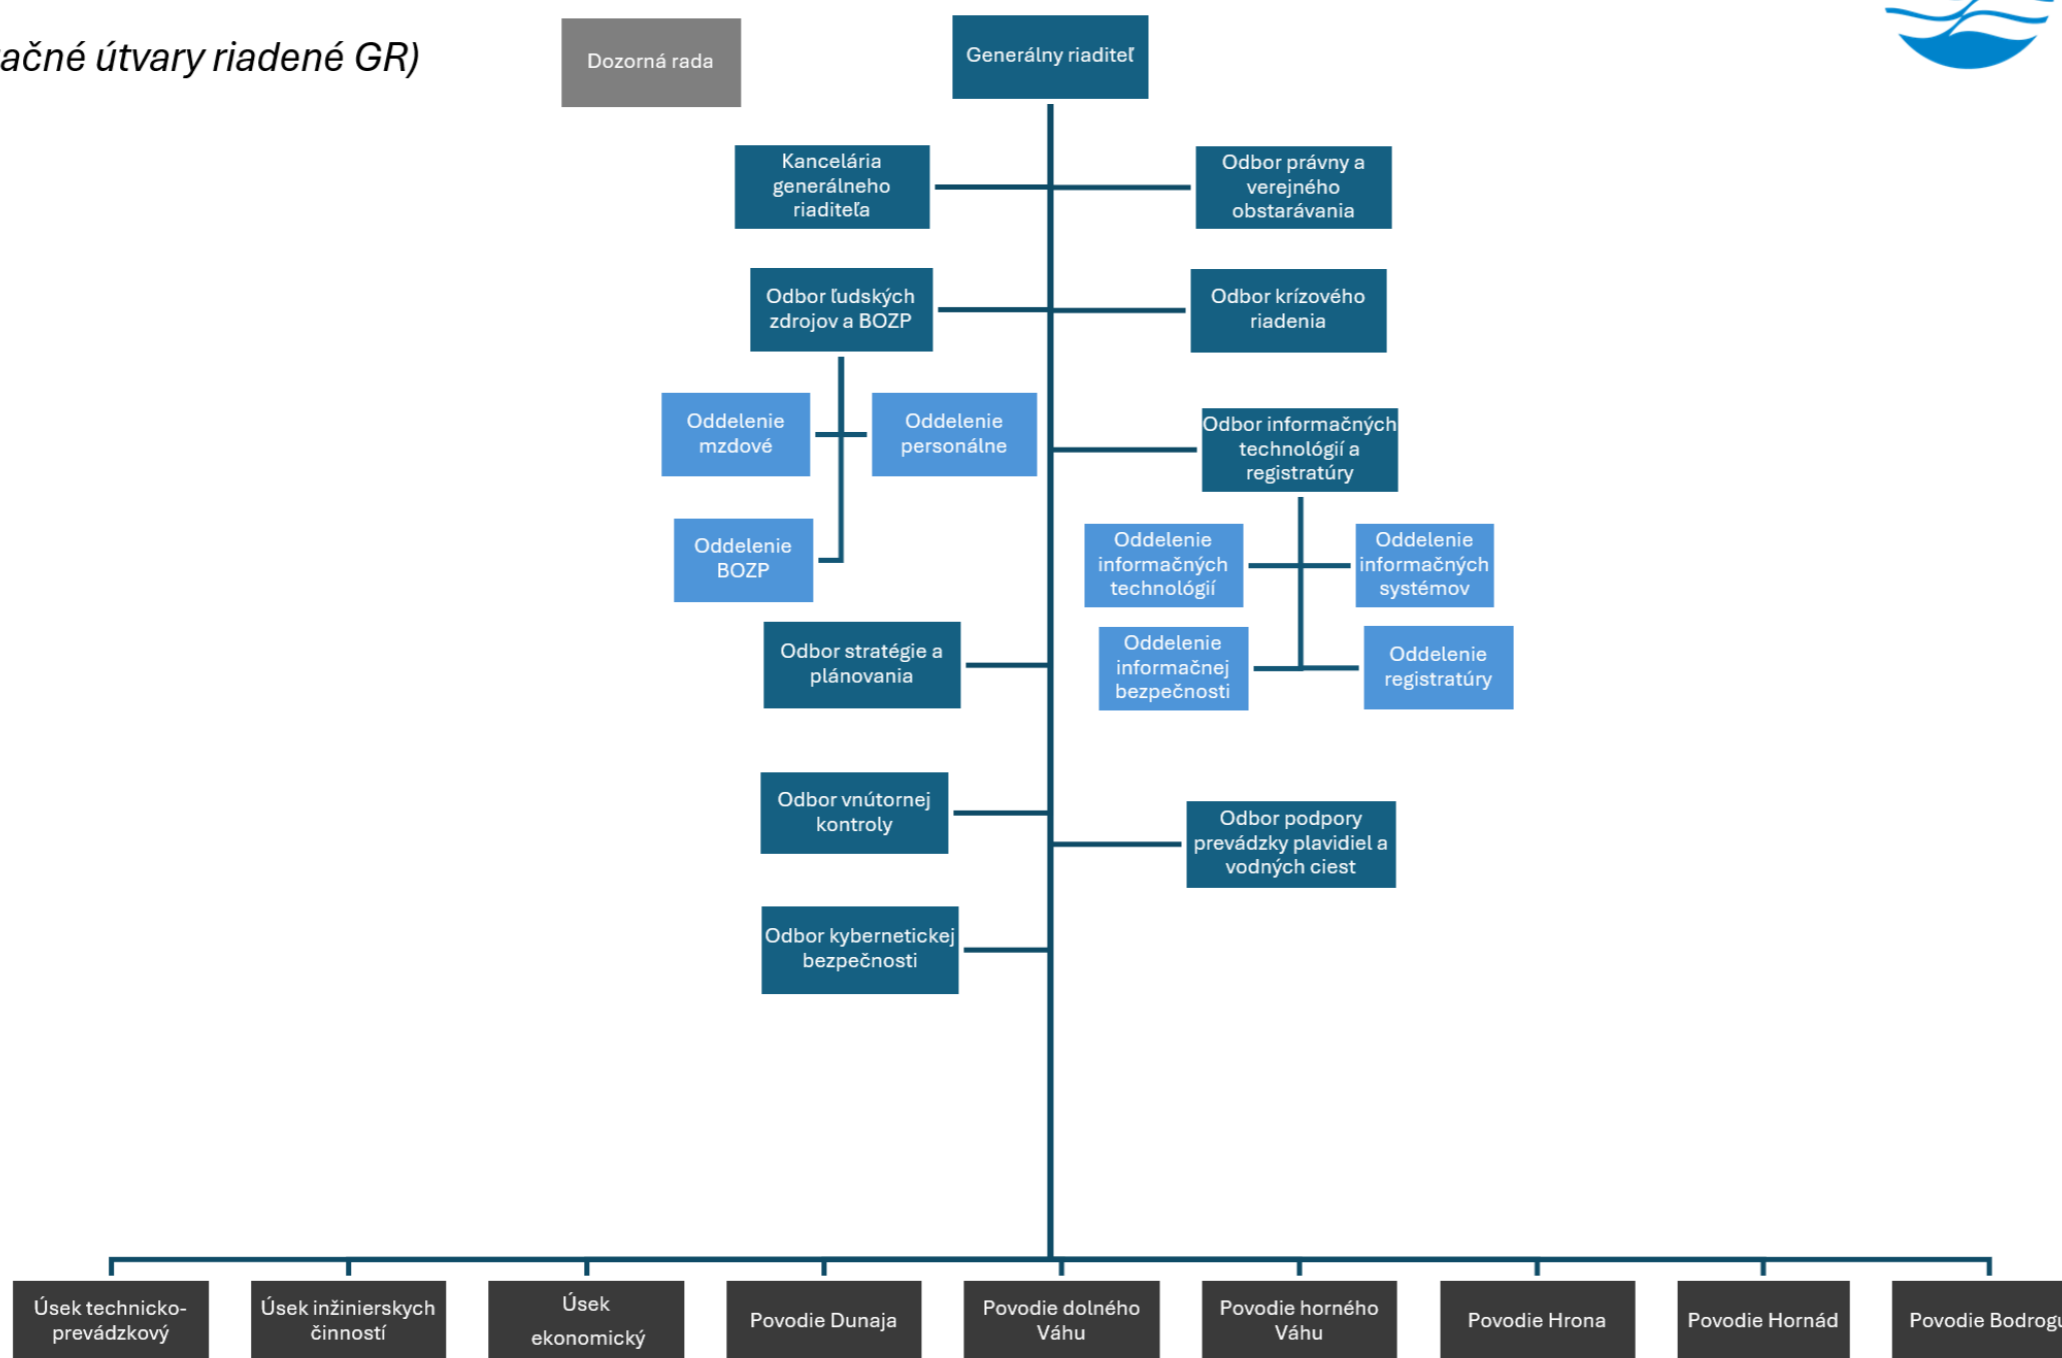 útvary riadené GR)
Dozorná rada
Generálny riaditeľ
Kancelária
generálneho
riaditeľa
Odbor právny a
verejného
obstarávania
Odbor ľudských
zdrojov a BOZP
Odbor krízového
riadenia
Oddelenie
mzdové
Oddelenie
personálne
Odbor informačných
technológií a
registratúry
Oddelenie
BOZP
Oddelenie
informačných
technológií
Oddelenie
informačných
systémov
Odbor stratégie a
plánovania
Oddelenie
informačnej
bezpečnosti
Oddelenie
registratúry
Odbor vnútornej
kontroly
Odbor podpory
prevádzky plavidiel a
vodných ciest
Odbor kybernetickej
bezpečnosti
Úsek technicko-
prevádzkový
Úsek inžinierskych
činností
Úsek
ekonomický
Povodie Dunaja
Povodie dolného
Váhu
Povodie horného
Váhu
Povodie Hrona
Povodie Hornád
Povodie Bodrogu